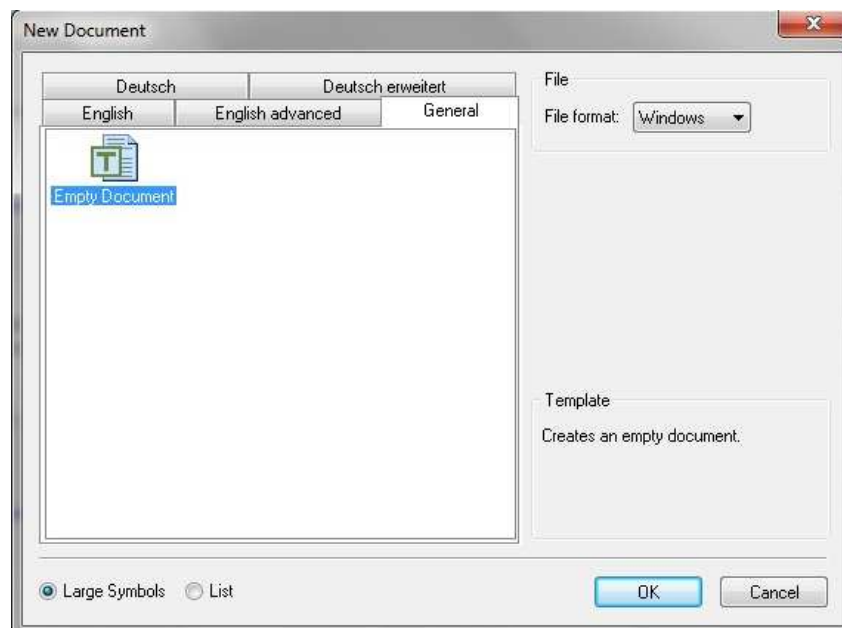 New Document
Deutsch
Deutsch erweitert
English
English advanced
General
T
Empty Document
File
File format:
Windows
Template
Creates an empty document.
Large Symbols
List
OK
Cancel